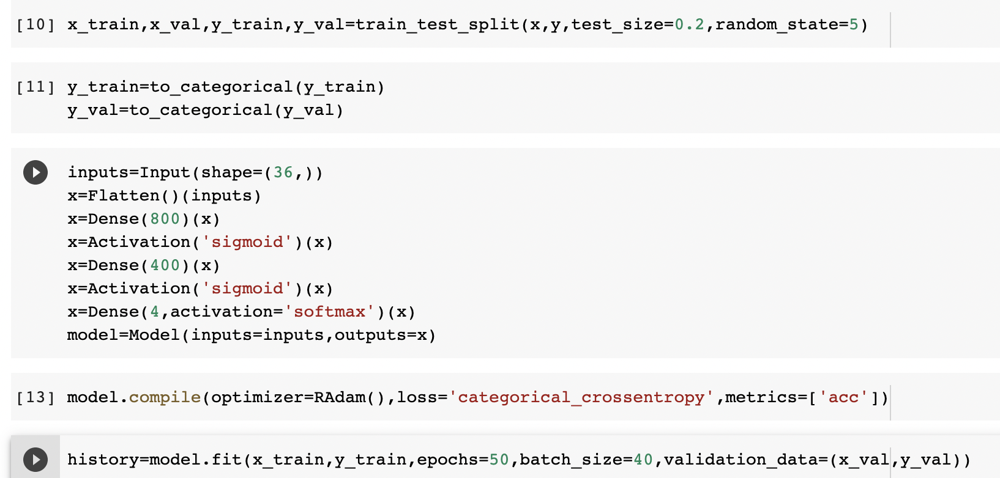 [10] x_train,x_val,y_train,y_val=train_test_split(x,y,test_size=0.2,random_state=5)
[11] y_train=to_categorical(y_train)
y_val=to_categorical(y_val)
inputs=Input(shape=(36,))
x=Flatten()(inputs)
x=Dense(800)(x)
x=Activation('sigmoid')(x)
x=Dense(400)(x)
x=Activation('sigmoid')(x)
x=Dense(4,activation='softmax')(x)
model=Model(inputs=inputs,outputs=x)
[13] model.compile(optimizer=RAdam(),loss='categorical_crossentropy',metrics=['acc'])
history=model.fit(x_train,y_train,epochs=50,batch_size=40,validation_data=(x_val,y_val))